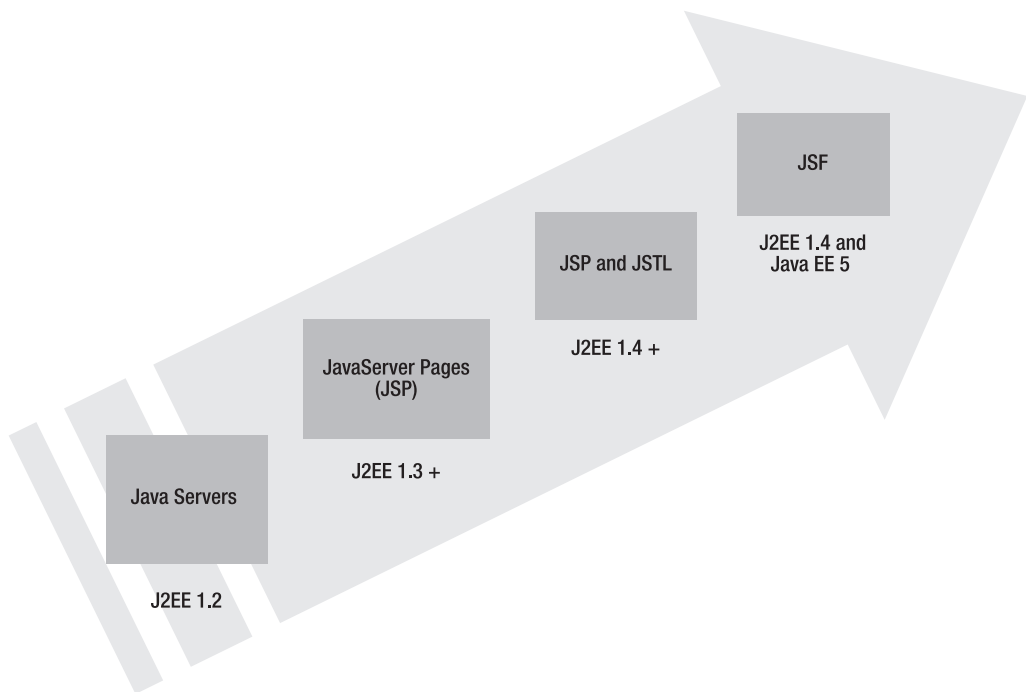 JSF
J2EE 1.4 and
Java EE 5
JSP and JSTL
J2EE 1.4 +
JavaServer Pages
(JSP)
J2EE 1.3 +
Java Servers
J2EE 1.2